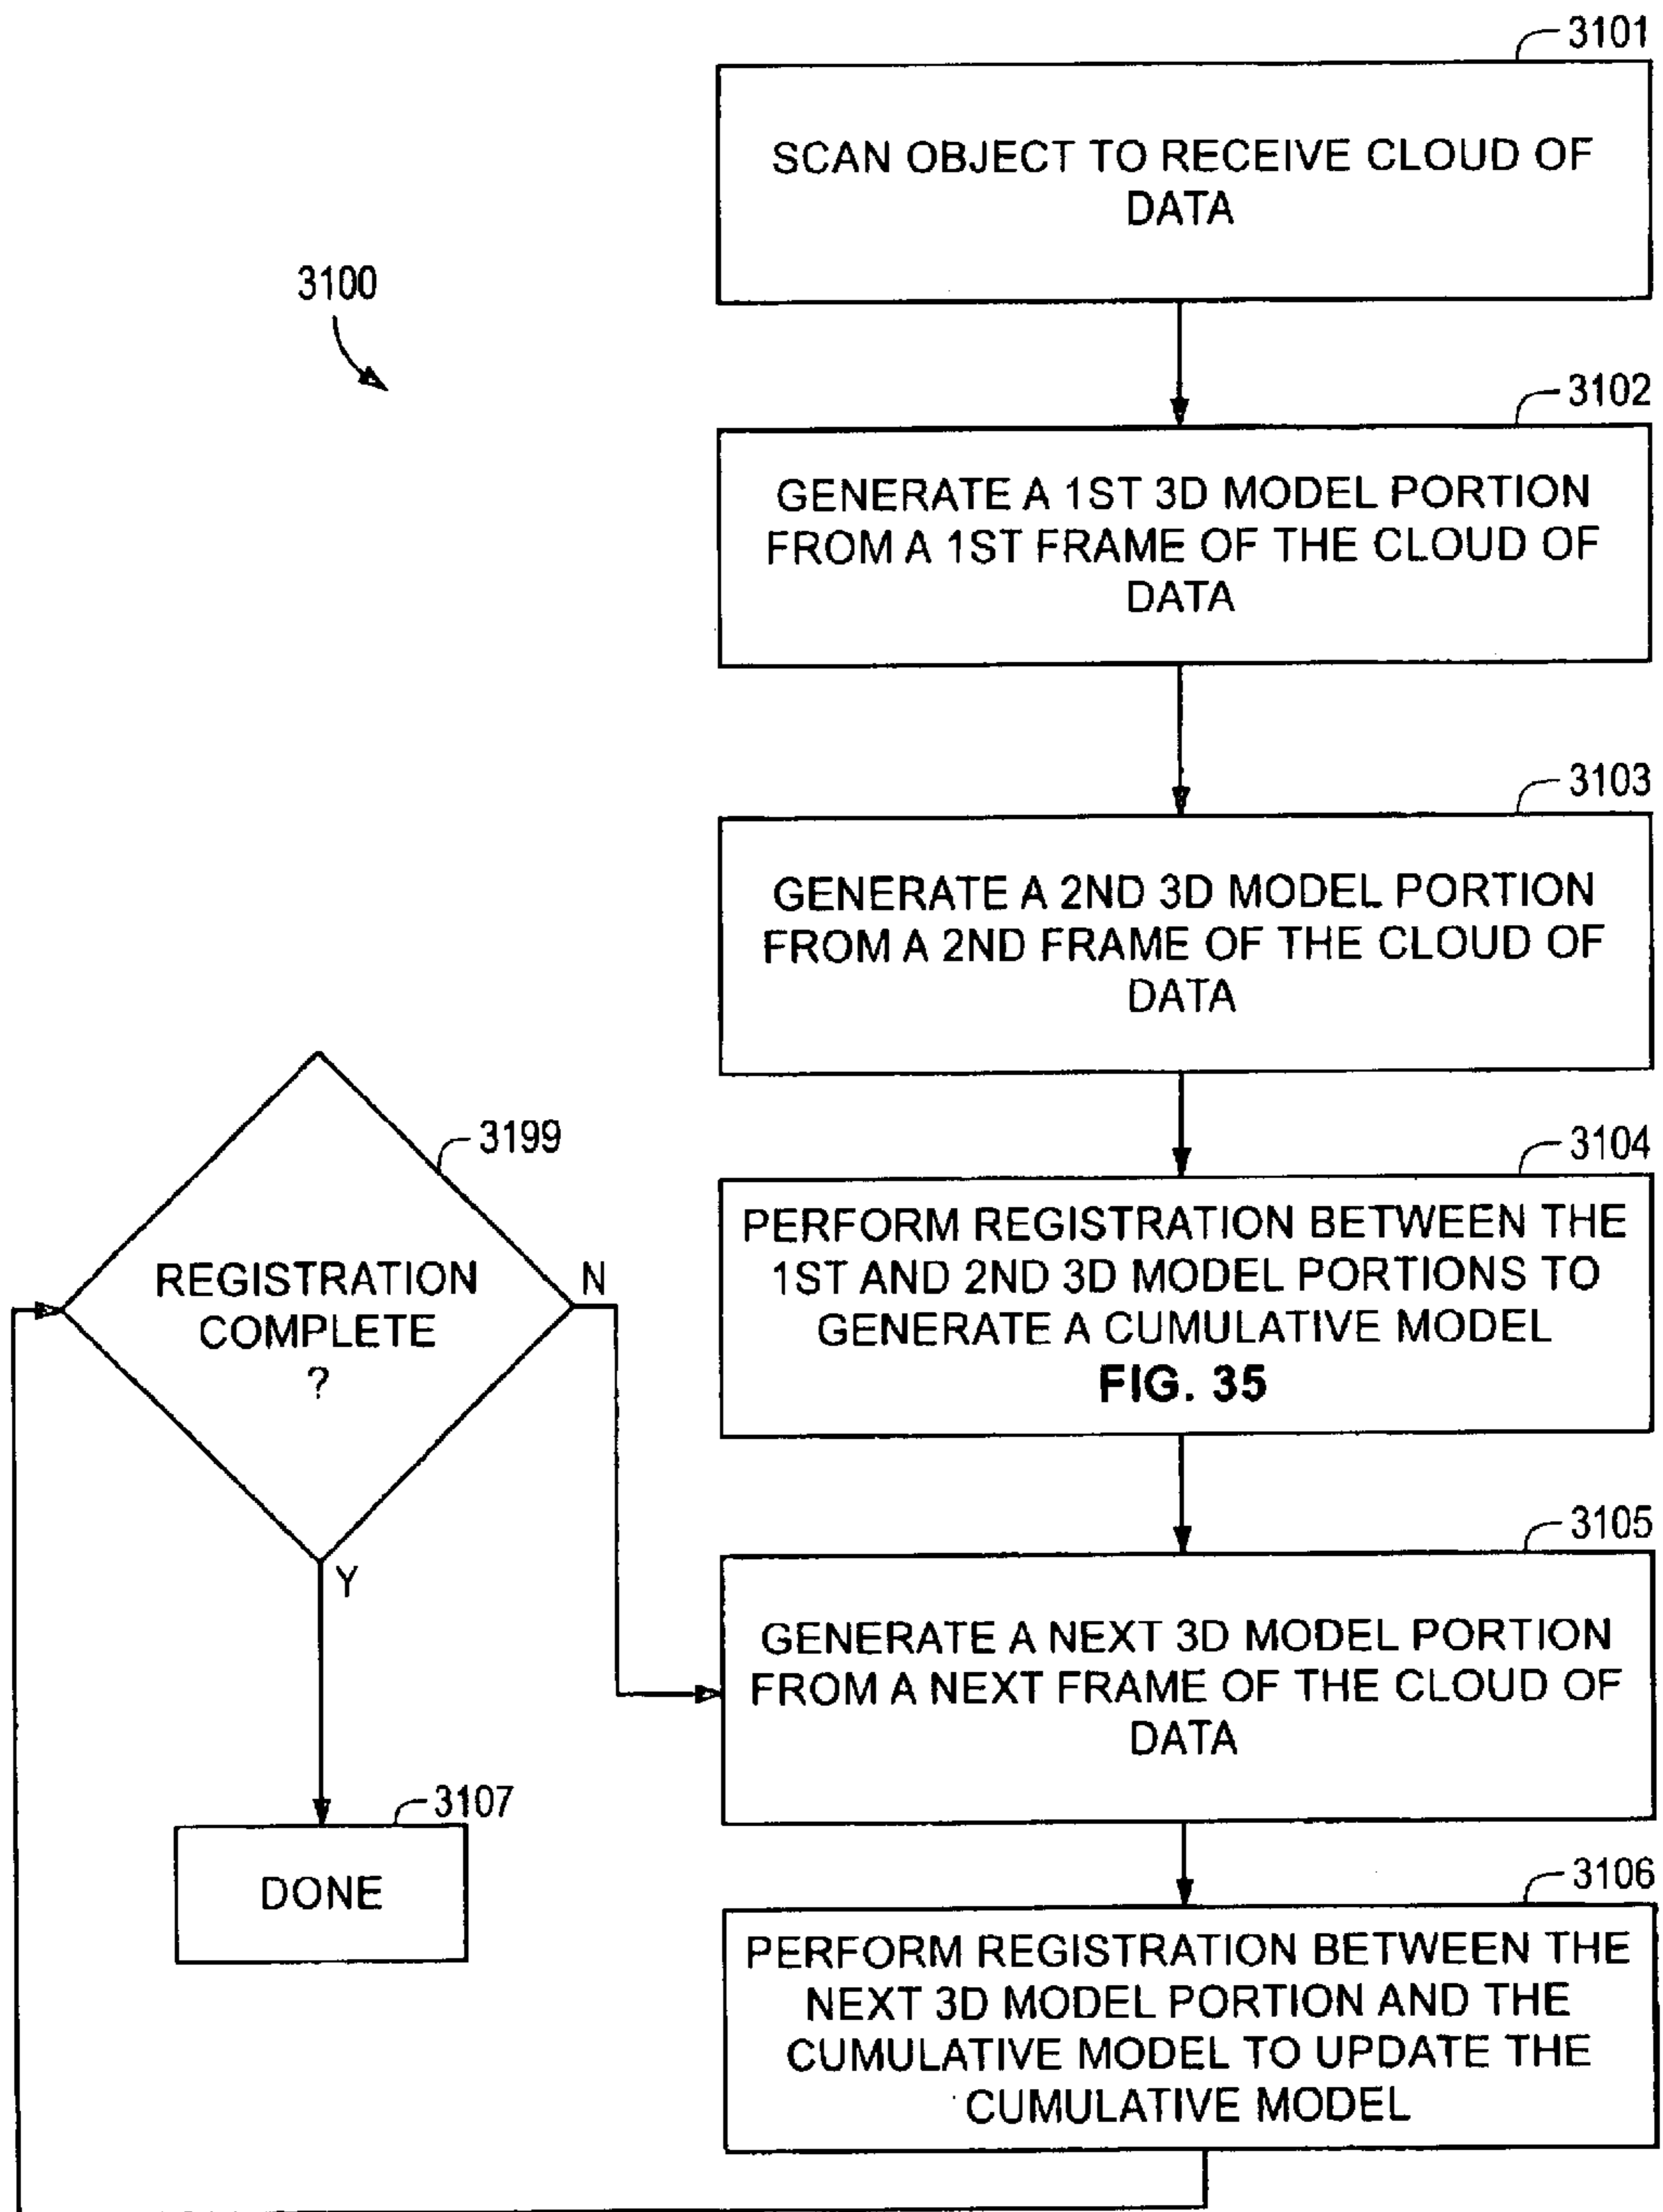 3101
SCAN OBJECT TO RECEIVE CLOUD OF
DATA
3100
3102
GENERATE A 1ST 3D MODEL PORTION
FROM A 1ST FRAME OF THE CLOUD OF
DATA
3103
GENERATE A 2ND 3D MODEL PORTION
FROM A 2ND FRAME OF THE CLOUD OF
DATA
3104
PERFORM REGISTRATION BETWEEN THE
1ST AND 2ND 3D MODEL PORTIONS TO
GENERATE A CUMULATIVE MODEL
FIG. 35
3199
REGISTRATION
COMPLETE
?
N
Y
3105
GENERATE A NEXT 3D MODEL PORTION
FROM A NEXT FRAME OF THE CLOUD OF
DATA
3107
DONE
3106
PERFORM REGISTRATION BETWEEN THE
NEXT 3D MODEL PORTION AND THE
CUMULATIVE MODEL TO UPDATE THE
CUMULATIVE MODEL